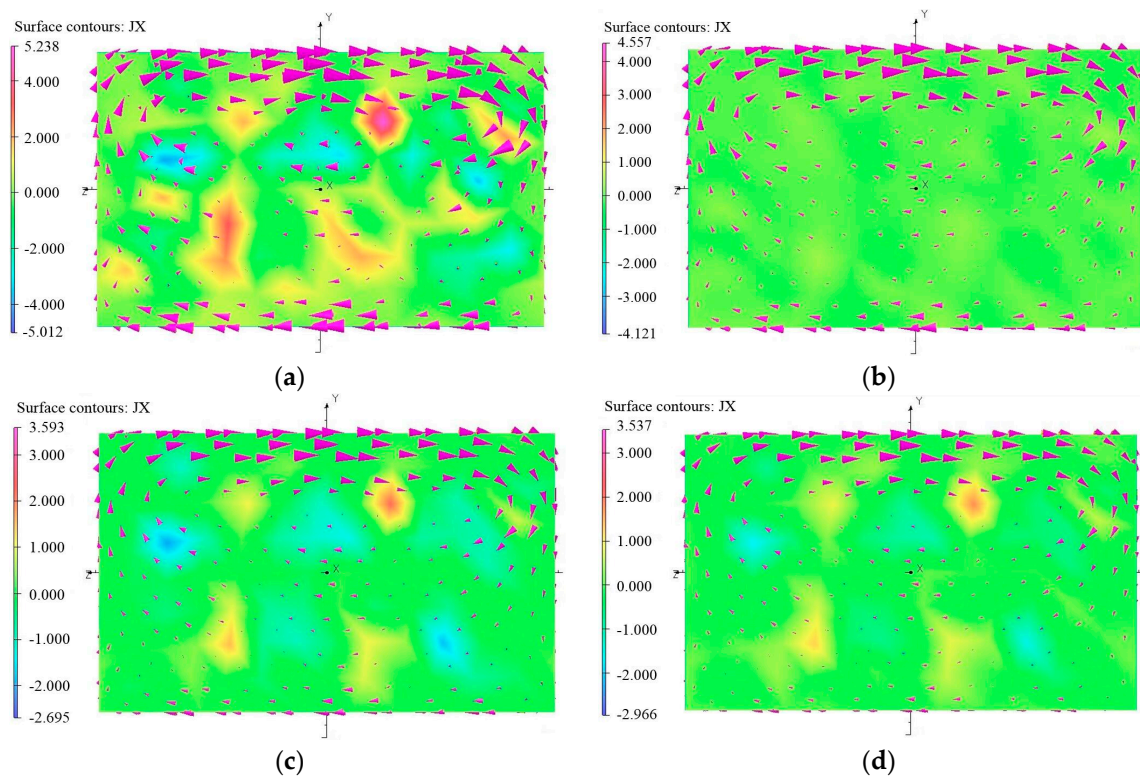 Surface contours: JX
5.238
4.000
2.000
0.000
-2.000
-4.000
-5.012
Y
Z
X
(a)
Surface contours: JX
4.557
4.000
3.000
2.000
1.000
0.000
-1.000
-2.000
-3.000
-4.121
Y
Z
X
(b)
Surface contours: JX
3.593
3.000
2.000
1.000
0.000
-1.000
-2.000
-2.695
Y
Z
X
(c)
Surface contours: JX
3.537
3.000
2.000
1.000
0.000
-1.000
-2.000
-2.966
Y
Z
X
(d)